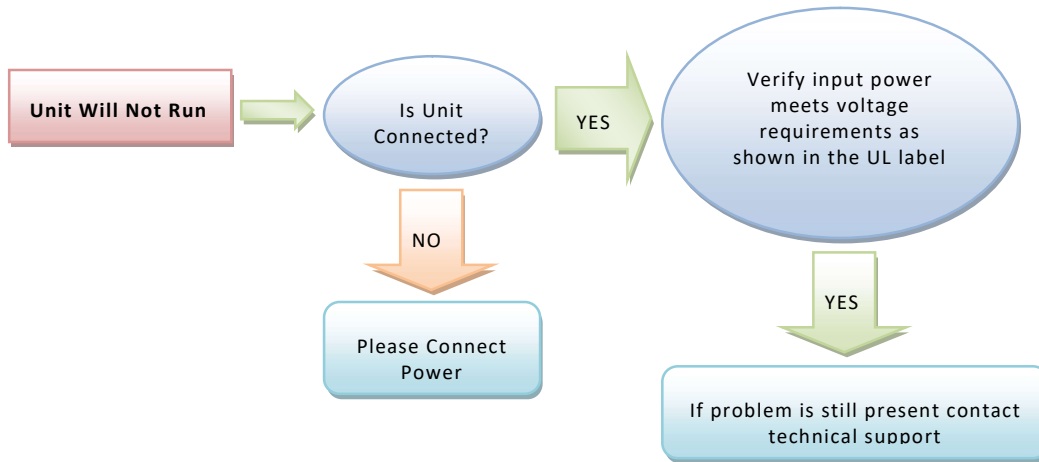 Unit Will Not Run
Is Unit
Connected?
YES
Verify input power
meets voltage
requirements as
shown in the UL label
NO
YES
Please Connect
Power
If problem is still present contact
technical support